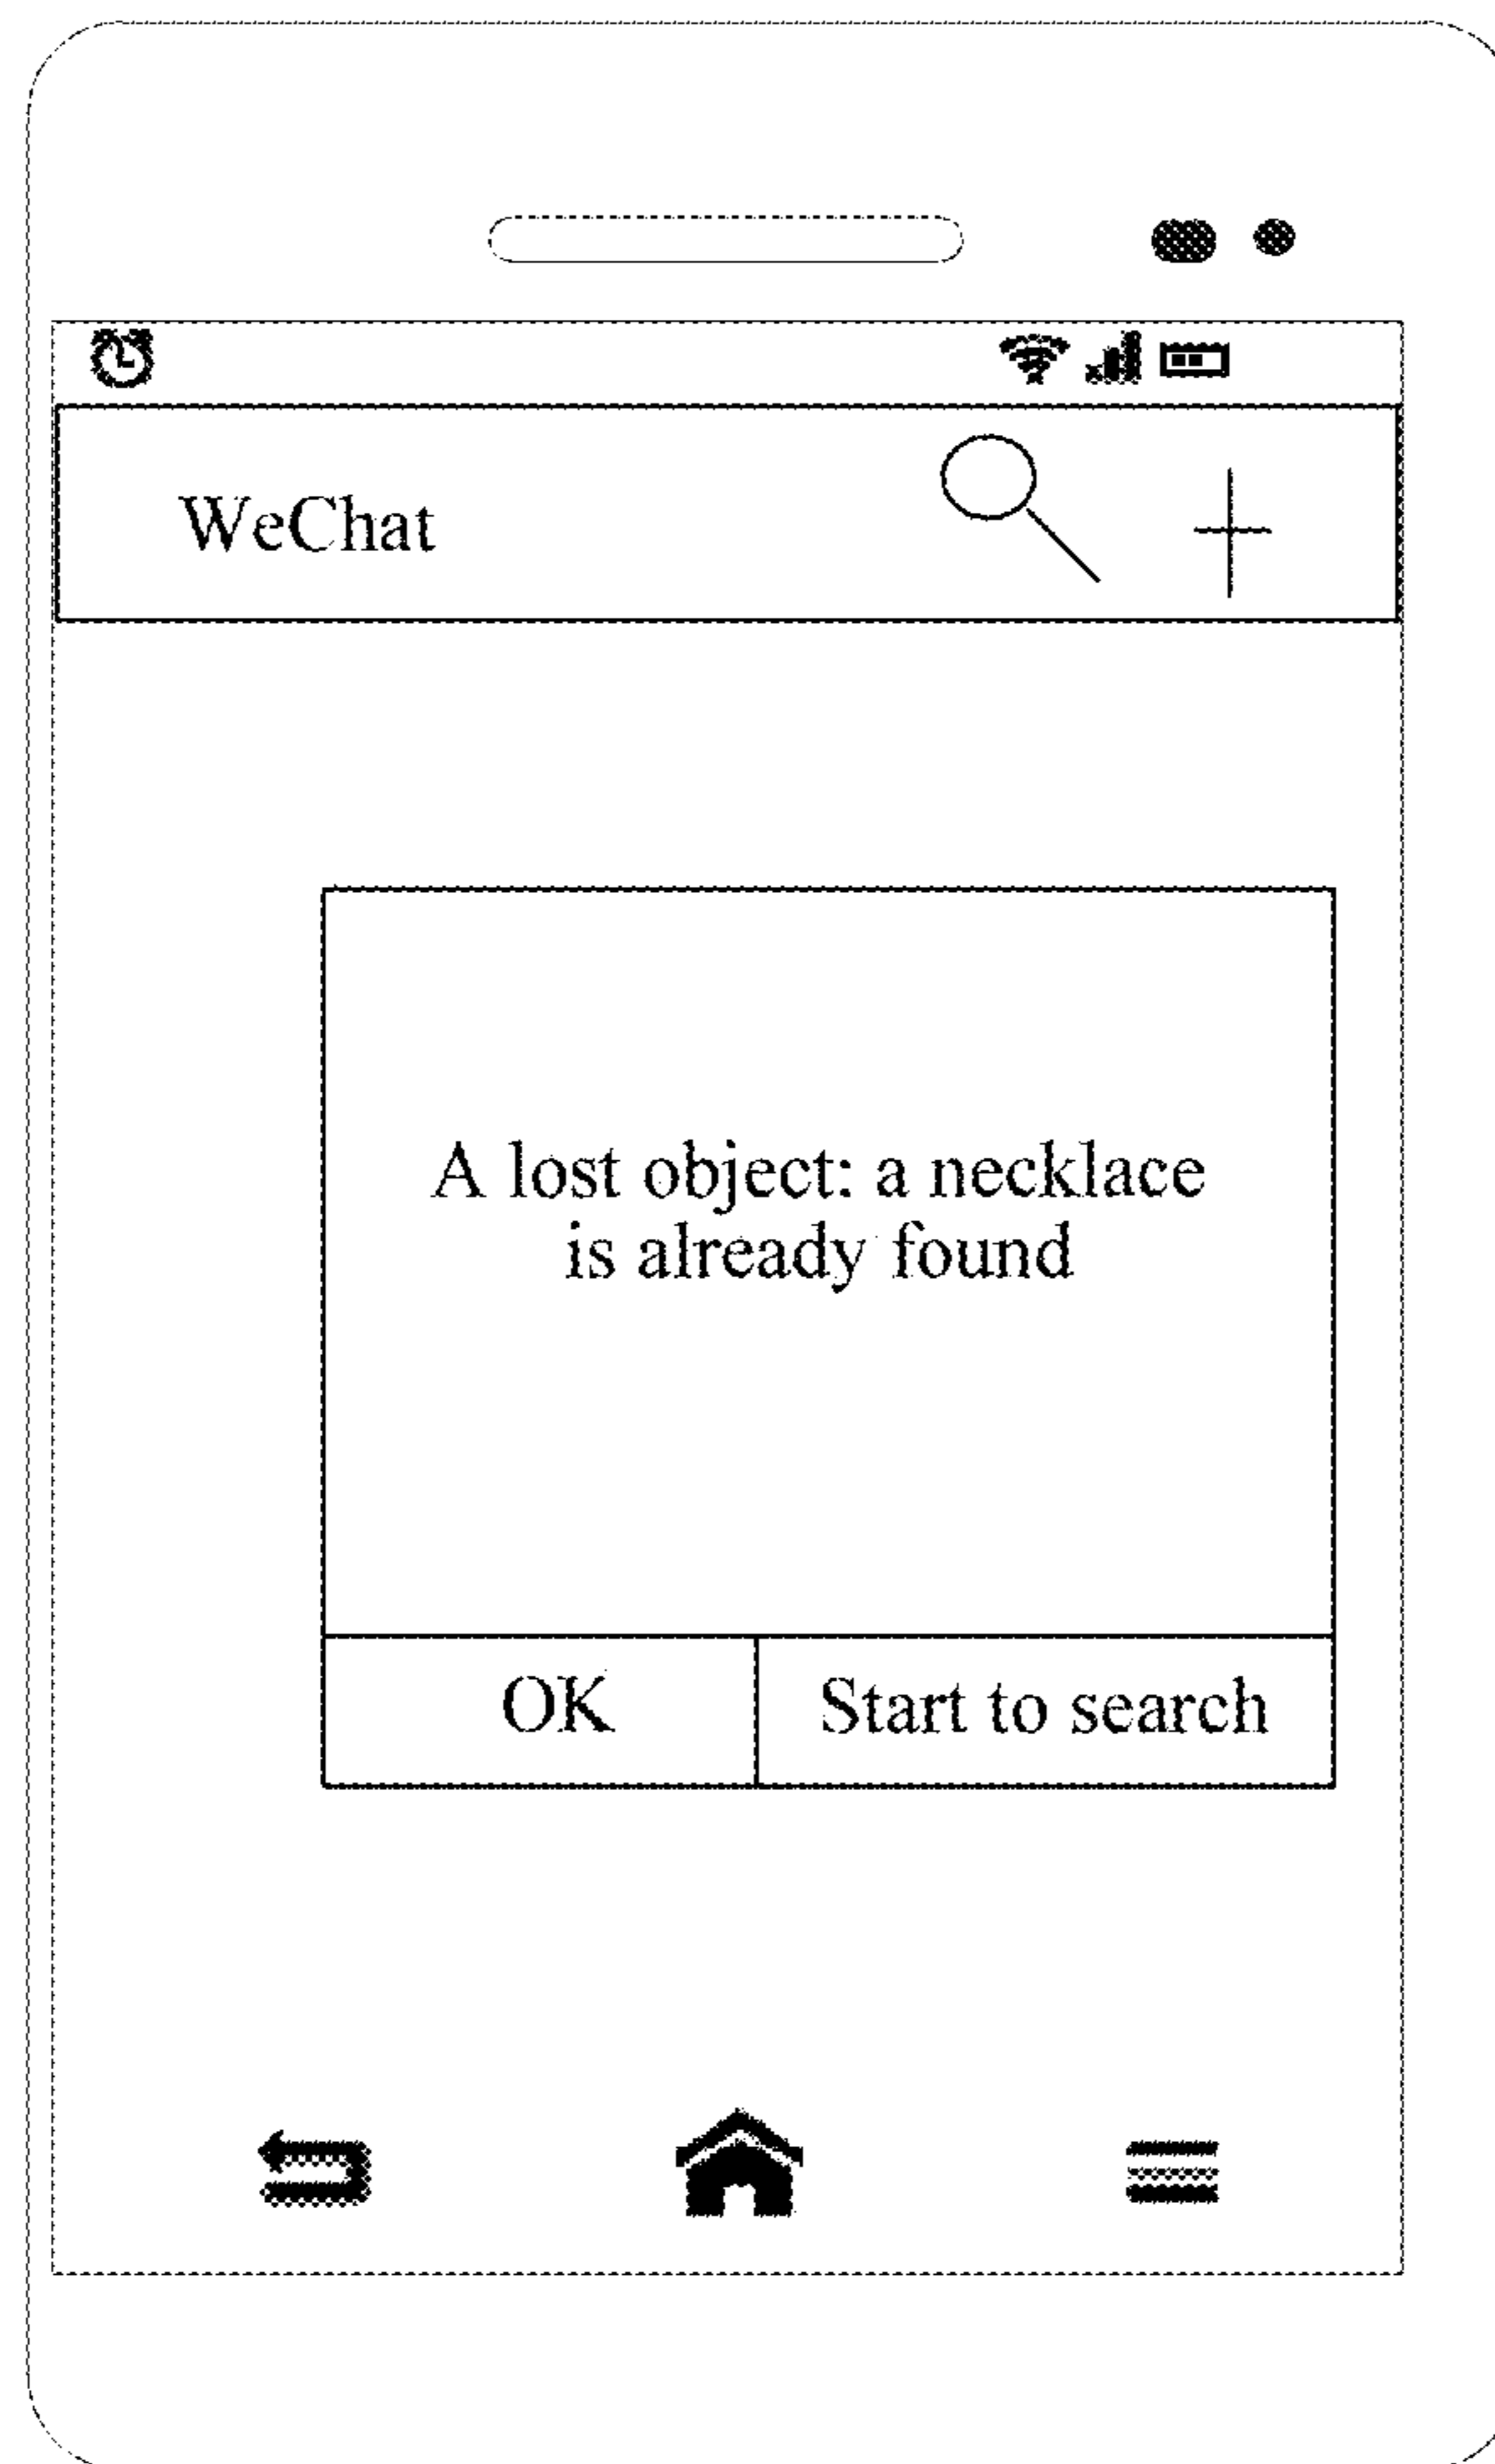 WeChat
A lost object: a necklace
is already found
OK
Start to search